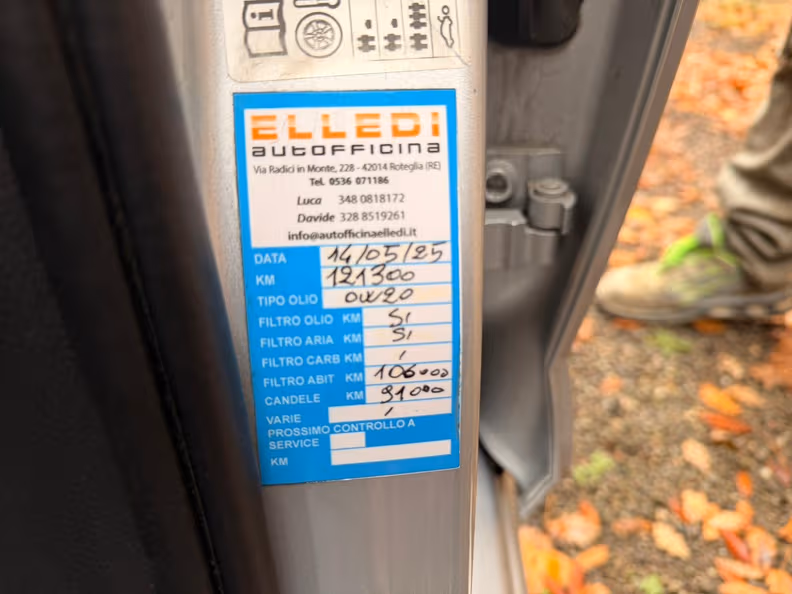 ELLEDI
autofficina
Via Radici in Monte, 228 - 42014 Roteglia (RE)
Tel. 0536 071186
Luca 348 0818172
Davide 328 8519261
info@autofficinaelledi.it
DATA 14/05/25
KM 121300
TIPO OLIO 0W20
FILTRO OLIO KM SI
FILTRO ARIA KM SI
FILTRO CARB KM /
FILTRO ABIT KM 106000
CANDELE KM 91000
VARIE /
PROSSIMO CONTROLLO A
SERVICE
KM